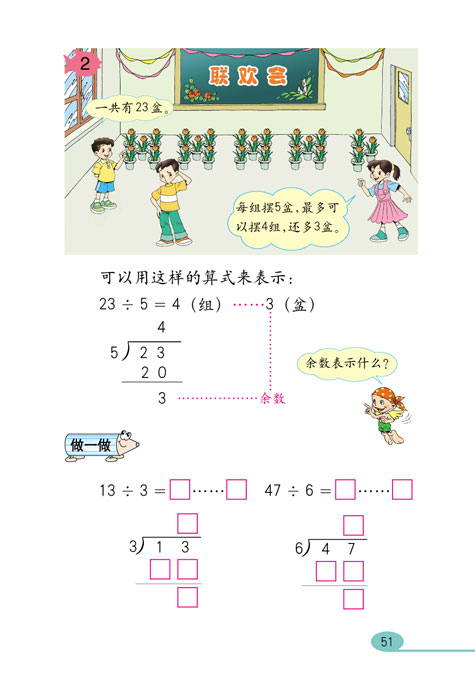 2
联欢会
一共有23盆。
每组摆5盆,最多可
以摆4组,还多3盆。
可以用这样的算式来表示:
23 ÷ 5 = 4(组)……3(盆)
4
5 2 3
2 0
3 余数
余数表示什么?
做一做
13 ÷ 3 = □……□ 47 ÷ 6 = □……□
3 1 3
6 4 7
51